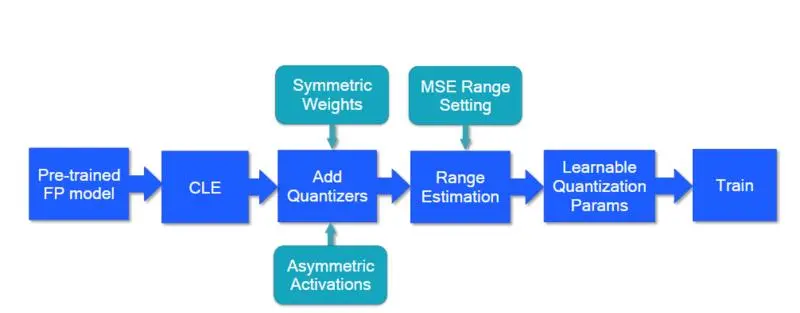 Symmetric
Weights
MSE Range
Setting
Pre-trained
FP model
CLE
Add
Quantizers
Range
Estimation
Learnable
Quantization
Params
Train
Asymmetric
Activations